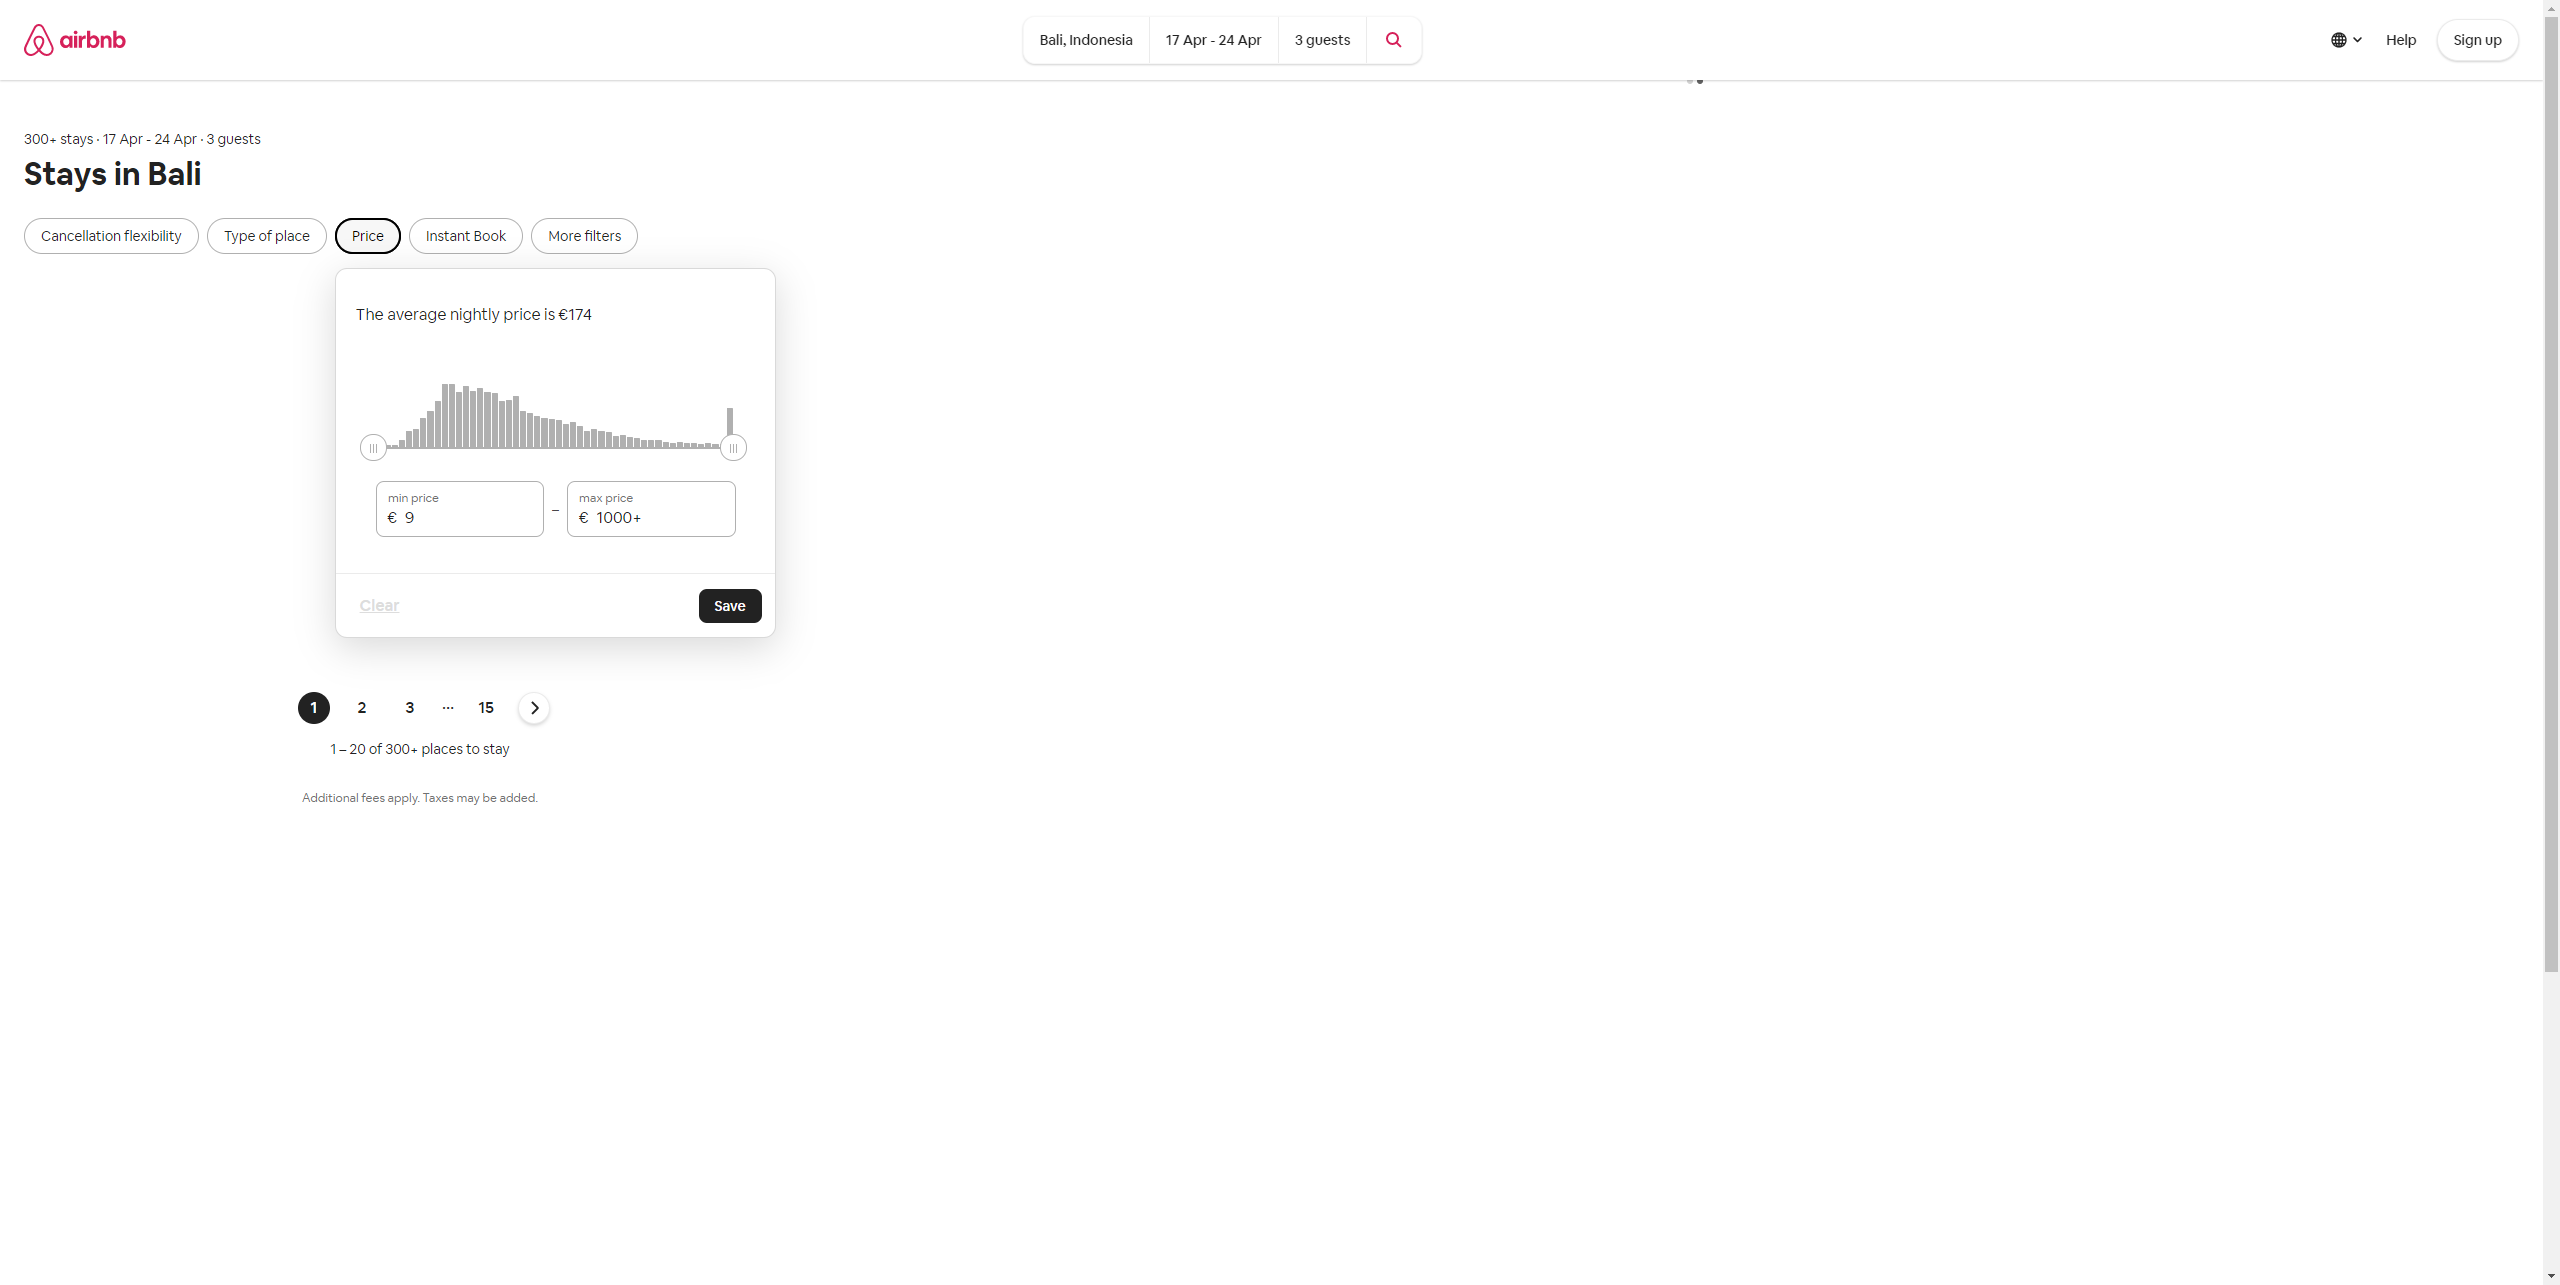 airbnb
Bali, Indonesia 17 Apr - 24 Apr 3 guests
Help Sign up
300+ stays · 17 Apr - 24 Apr · 3 guests
Stays in Bali
Cancellation flexibility Type of place Price Instant Book More filters
The average nightly price is €174
min price
€ 9
–
max price
€ 1000+
Clear Save
1 2 3 ··· 15
1 – 20 of 300+ places to stay
Additional fees apply. Taxes may be added.